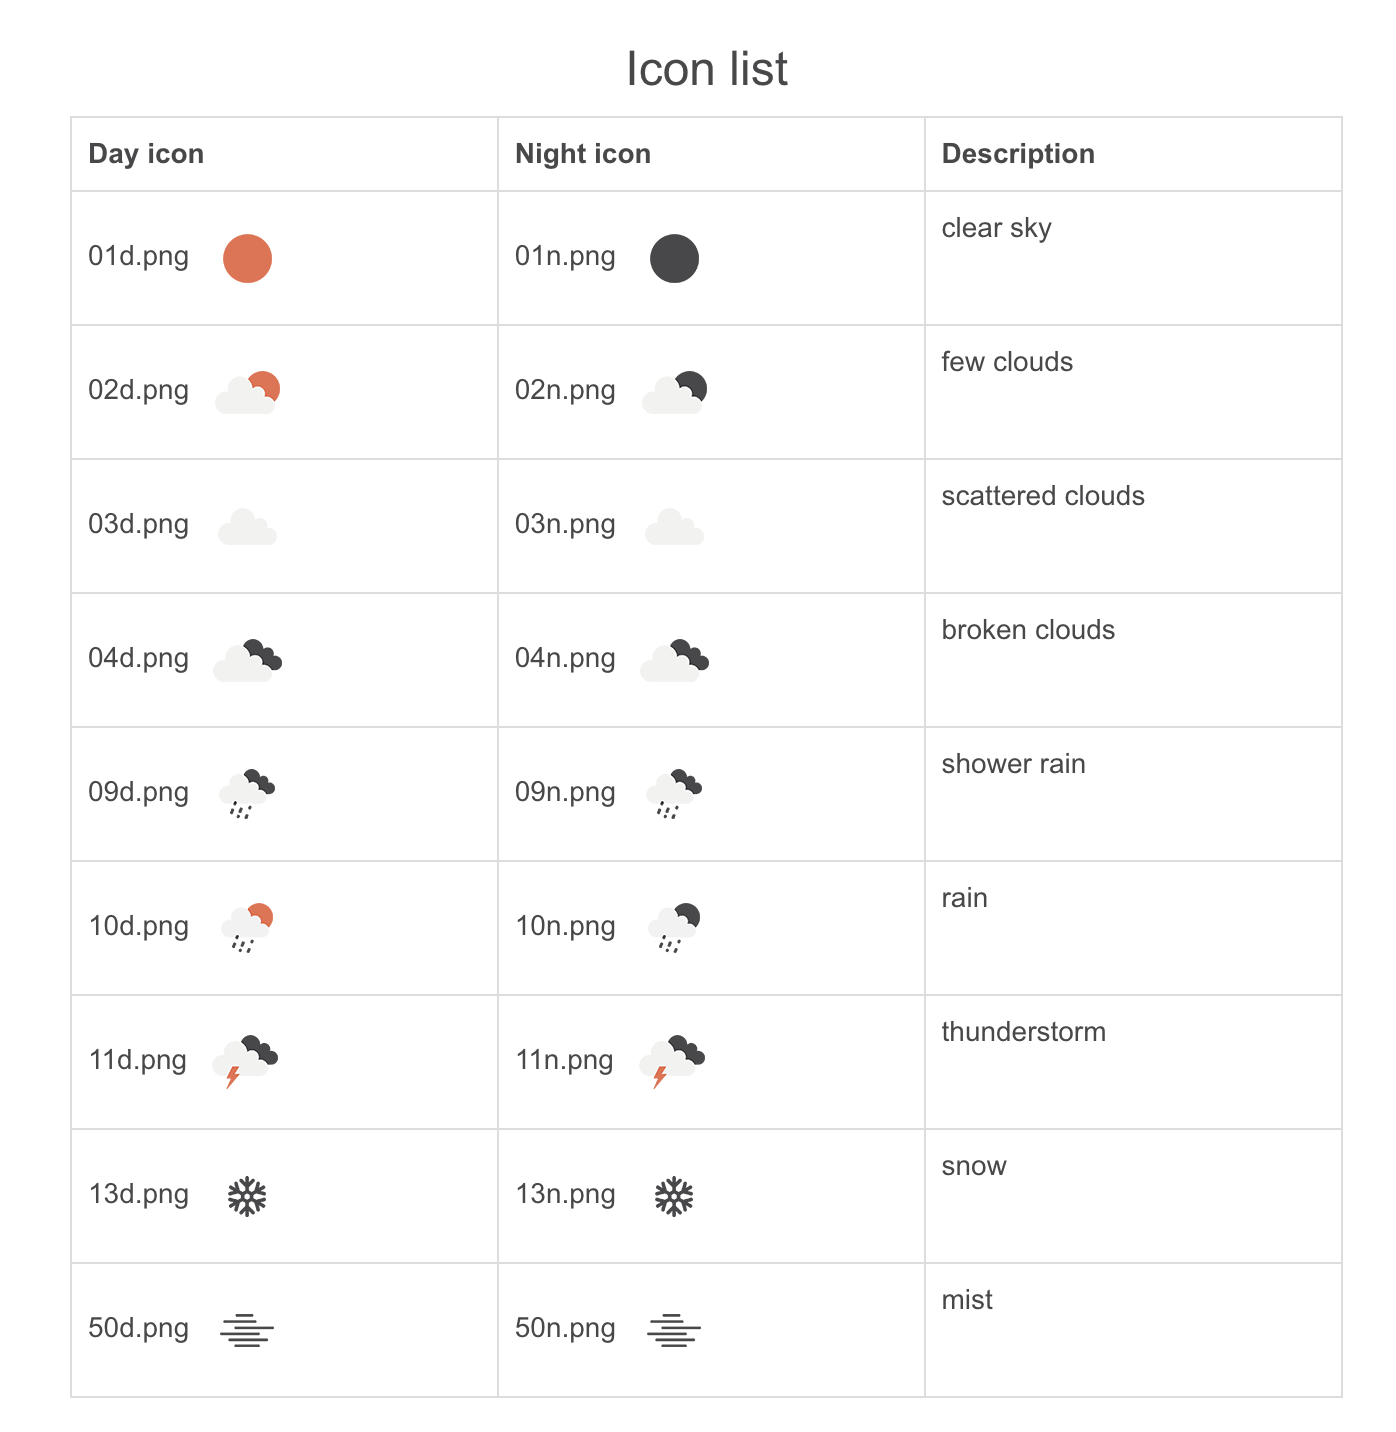 Icon list
Day icon Night icon Description
01d.png 01n.png clear sky
02d.png 02n.png few clouds
03d.png 03n.png scattered clouds
04d.png 04n.png broken clouds
09d.png 09n.png shower rain
10d.png 10n.png rain
11d.png 11n.png thunderstorm
13d.png 13n.png snow
50d.png 50n.png mist